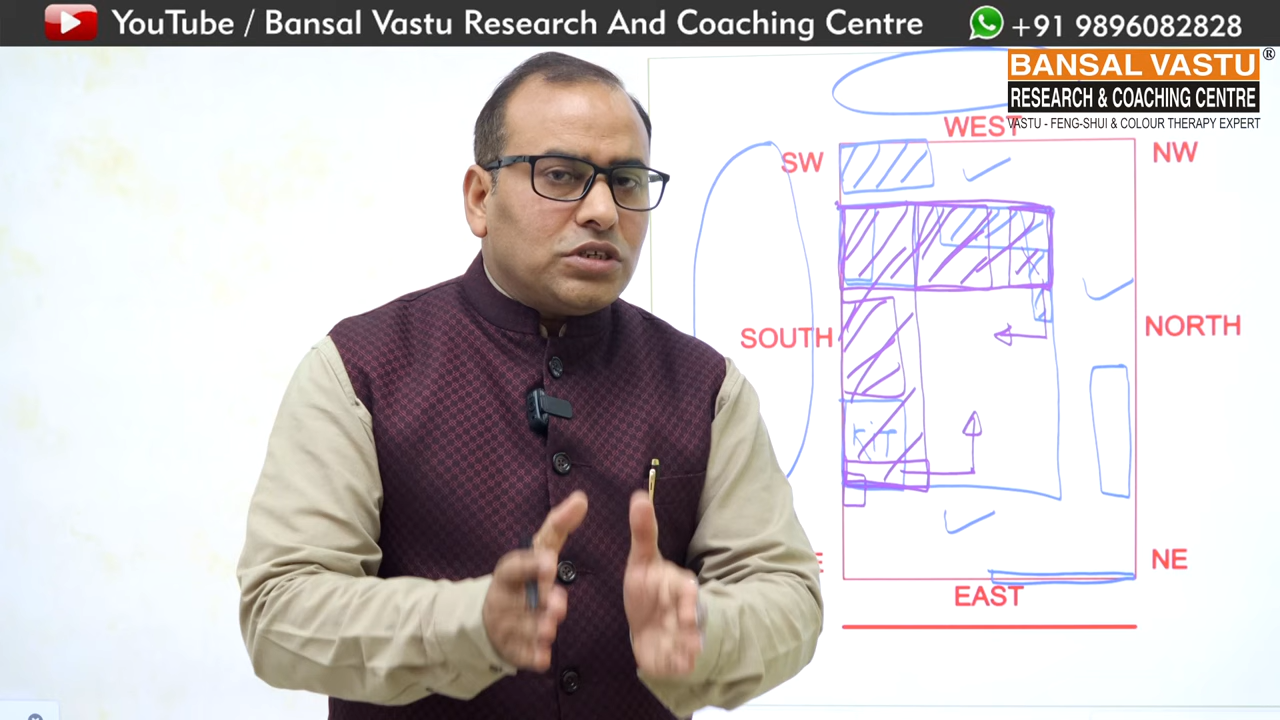 YouTube / Bansal Vastu Research And Coaching Centre
+91 9896082828
BANSAL VASTU®
RESEARCH & COACHING CENTRE
VASTU - FENG-SHUI & COLOUR THERAPY EXPERT
WEST
SW
NW
SOUTH
NORTH
KIT
E
NE
EAST